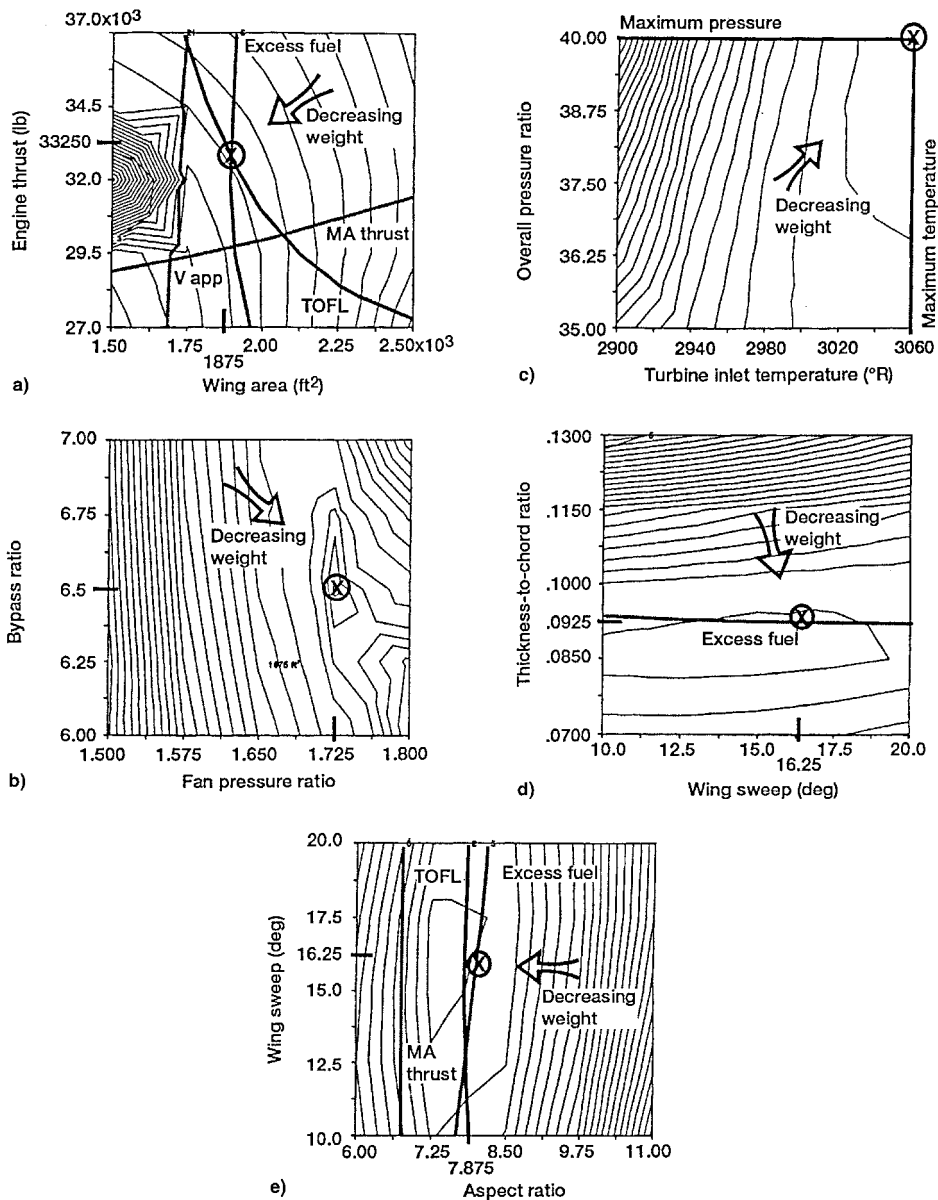 37.0x10³
Excess fuel
34.5
Decreasing
weight
33250
32.0
29.5
MA thrust
V app
TOFL
27.0
1.50 1.75 2.00 2.25 2.50x10³
1875
Engine thrust (lb)
Wing area (ft²)
a)
Maximum pressure
X
40.00
38.75
37.50
36.25
35.00
Decreasing
weight
2900 2940 2980 3020 3060
Overall pressure ratio
Maximum temperature
Turbine inlet temperature (°R)
c)
7.00
6.75
6.5
6.25
6.00
Decreasing
weight
X
1.500 1.575 1.650 1.725 1.800
Bypass ratio
Fan pressure ratio
b)
.1300
.1150
.1000
.0925
.0850
.0700
Decreasing
weight
X
Excess fuel
10.0 12.5 15.0 17.5 20.0
16.25
Thickness-to-chord ratio
Wing sweep (deg)
d)
20.0
17.5
16.25
15.0
12.5
10.0
TOFL
Excess fuel
X
Decreasing
weight
MA
thrust
6.00 7.25 8.50 9.75 11.00
7.875
Wing sweep (deg)
Aspect ratio
e)